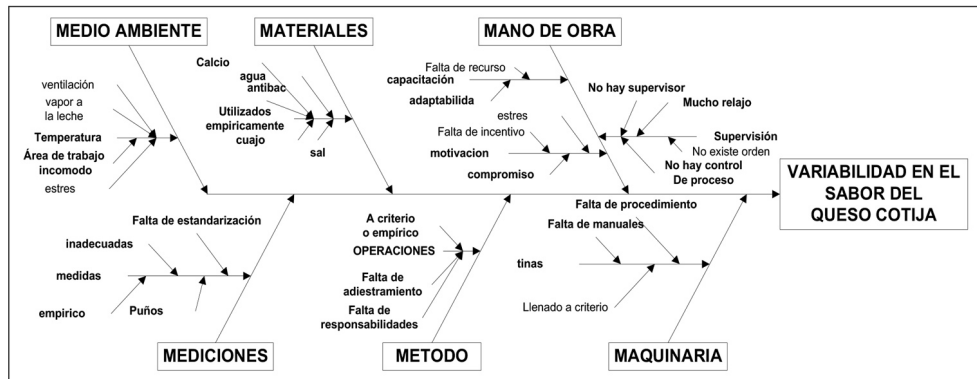 MEDIO AMBIENTE
MATERIALES
MANO DE OBRA
ventilación
vapor a
la leche
Temperatura
Área de trabajo
incomodo
estres
Calcio
agua
antibac
Utilizados
empiricamente
cuajo
sal
Falta de recurso
capacitación
adaptabilida
estres
Falta de incentivo
motivacion
compromiso
No hay supervisor
Mucho relajo
Supervisión
No existe orden
No hay control
De proceso
VARIABILIDAD EN EL
SABOR DEL
QUESO COTIJA
Falta de estandarización
inadecuadas
medidas
empírico
Puños
A criterio
o empírico
OPERACIONES
Falta de
adiestramiento
Falta de
responsabilidades
Falta de procedimiento
Falta de manuales
tinas
Llenado a criterio
MEDICIONES
METODO
MAQUINARIA